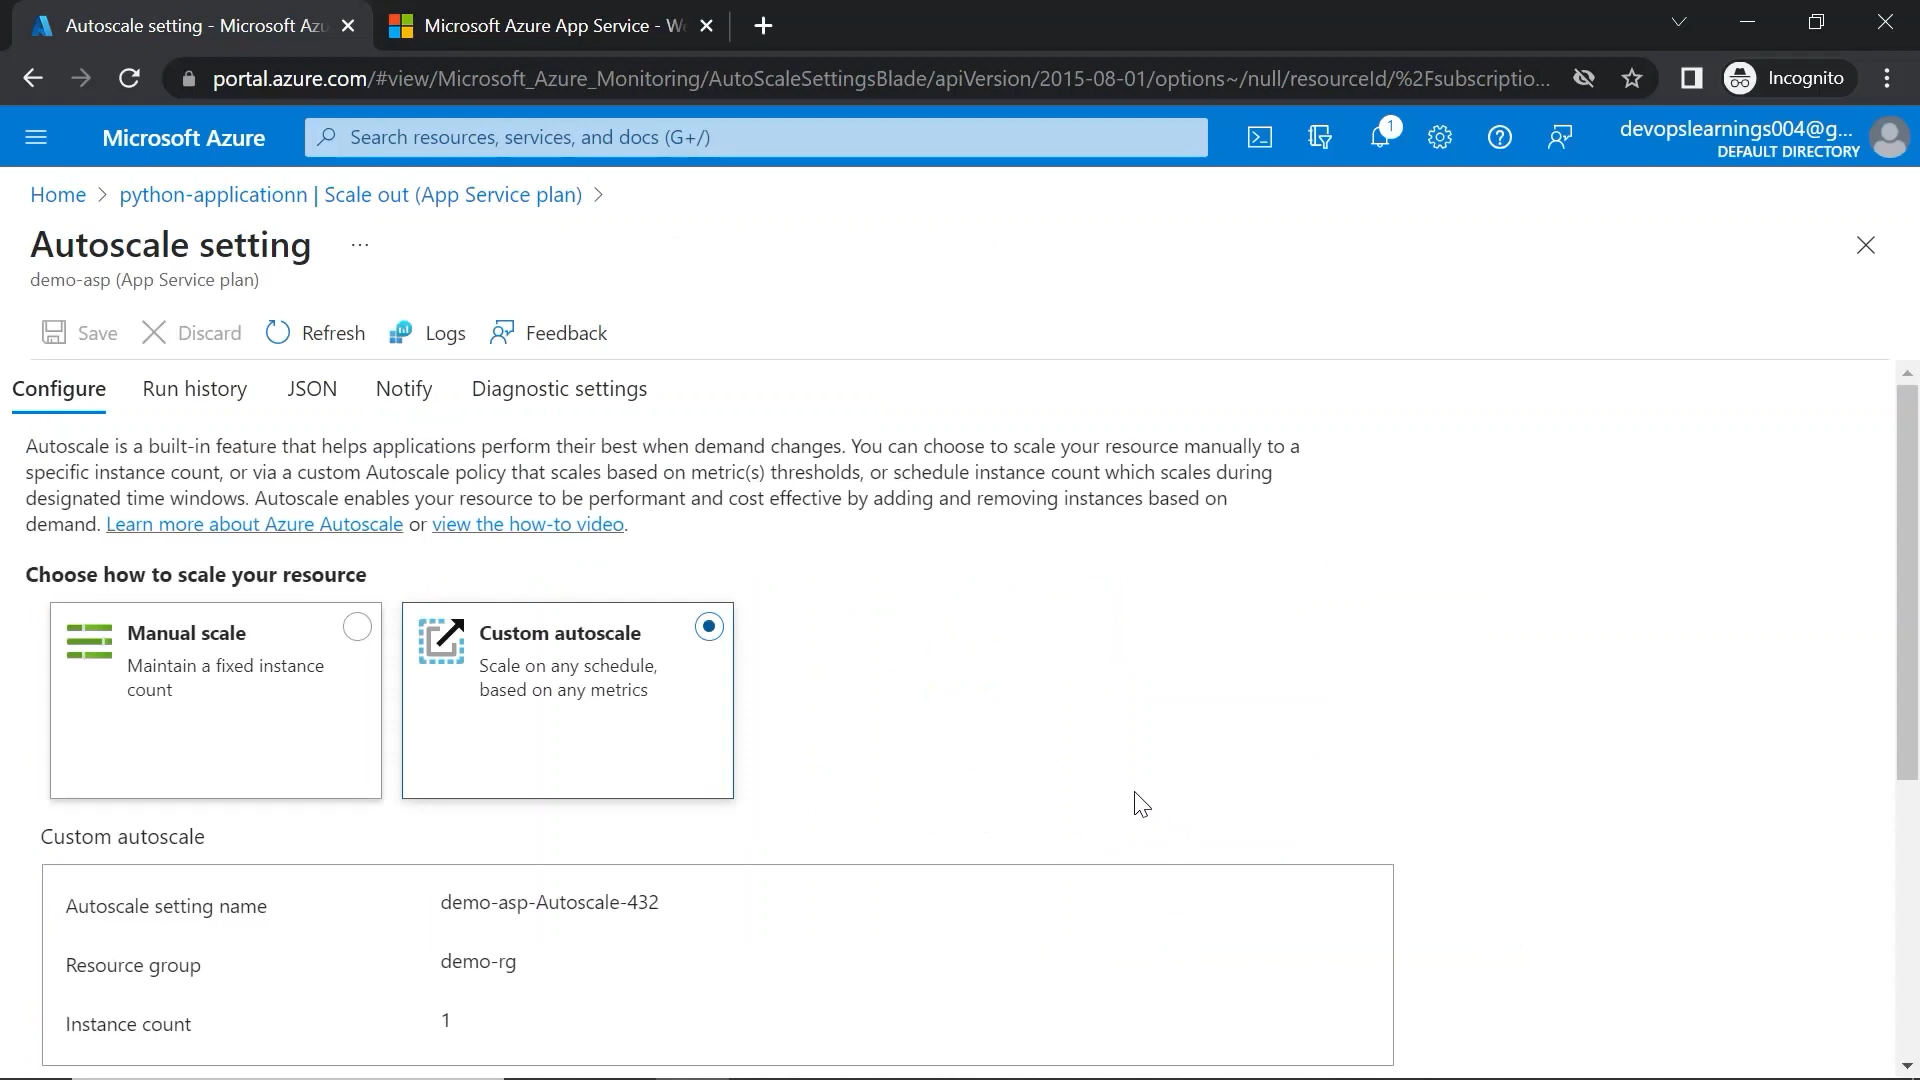 Autoscale setting - Microsoft Azu
Microsoft Azure App Service - We
portal.azure.com/#view/Microsoft_Azure_Monitoring/AutoScaleSettingsBlade/apiVersion/2015-08-01/options~/null/resourceId/%2Fsubscriptio...
Incognito
Microsoft Azure
Search resources, services, and docs (G+/)
1
devopslearnings004@g...
DEFAULT DIRECTORY
Home > python-applicationn | Scale out (App Service plan) >
Autoscale setting ...
demo-asp (App Service plan)
Save Discard Refresh Logs Feedback
Configure Run history JSON Notify Diagnostic settings
Autoscale is a built-in feature that helps applications perform their best when demand changes. You can choose to scale your resource manually to a
specific instance count, or via a custom Autoscale policy that scales based on metric(s) thresholds, or schedule instance count which scales during
designated time windows. Autoscale enables your resource to be performant and cost effective by adding and removing instances based on
demand. Learn more about Azure Autoscale or view the how-to video.
Choose how to scale your resource
Manual scale
Maintain a fixed instance
count
Custom autoscale
Scale on any schedule,
based on any metrics
Custom autoscale
Autoscale setting name demo-asp-Autoscale-432
Resource group demo-rg
Instance count 1